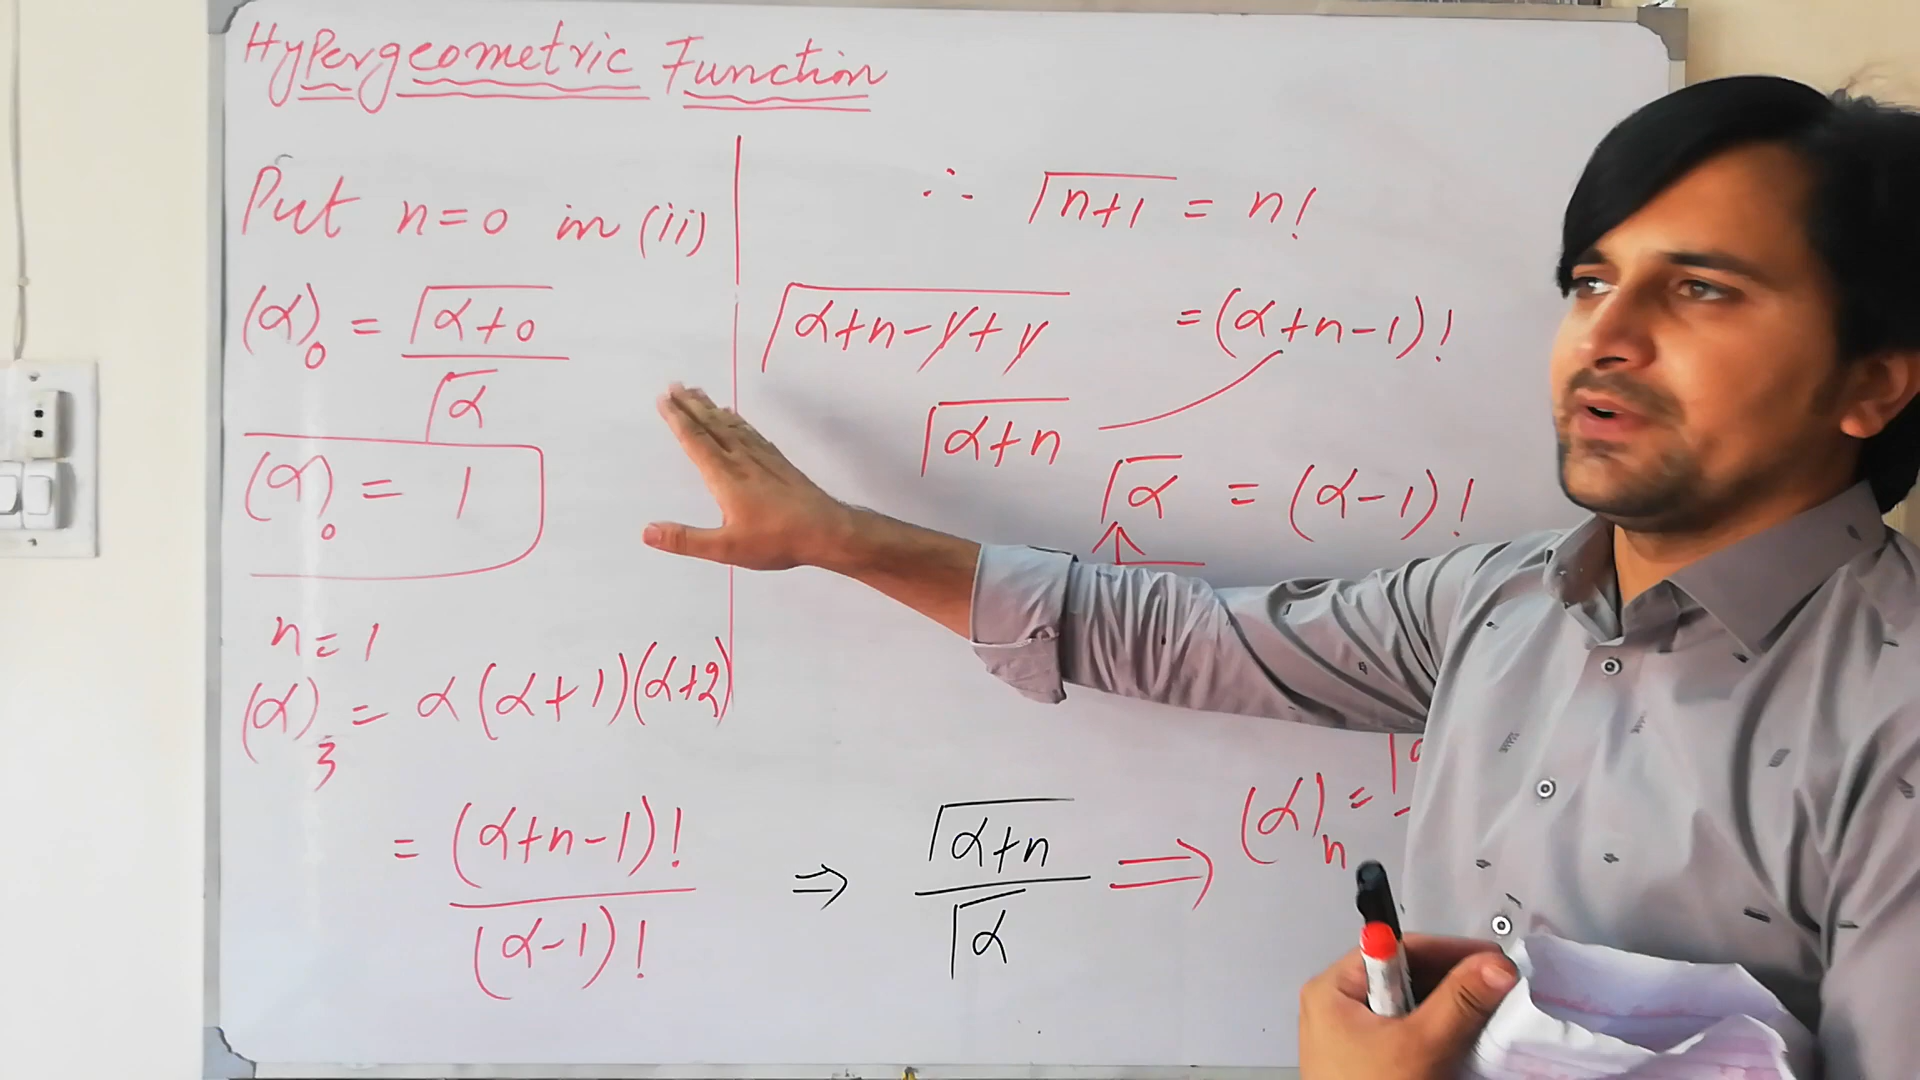 Hypergeometric Function
Put n=0 in (ii)
(α)₀ = Γα+0
Γα
(α)₀ = 1
n=1
(α)₃ = α(α+1)(α+2)
= (α+n-1)!
(α-1)!
⇒ Γα+n
Γα
⇒ (α)ₙ =
∴ Γn+1 = n!
Γα+n-1+1 = (α+n-1)!
Γα+n
Γα = (α-1)!